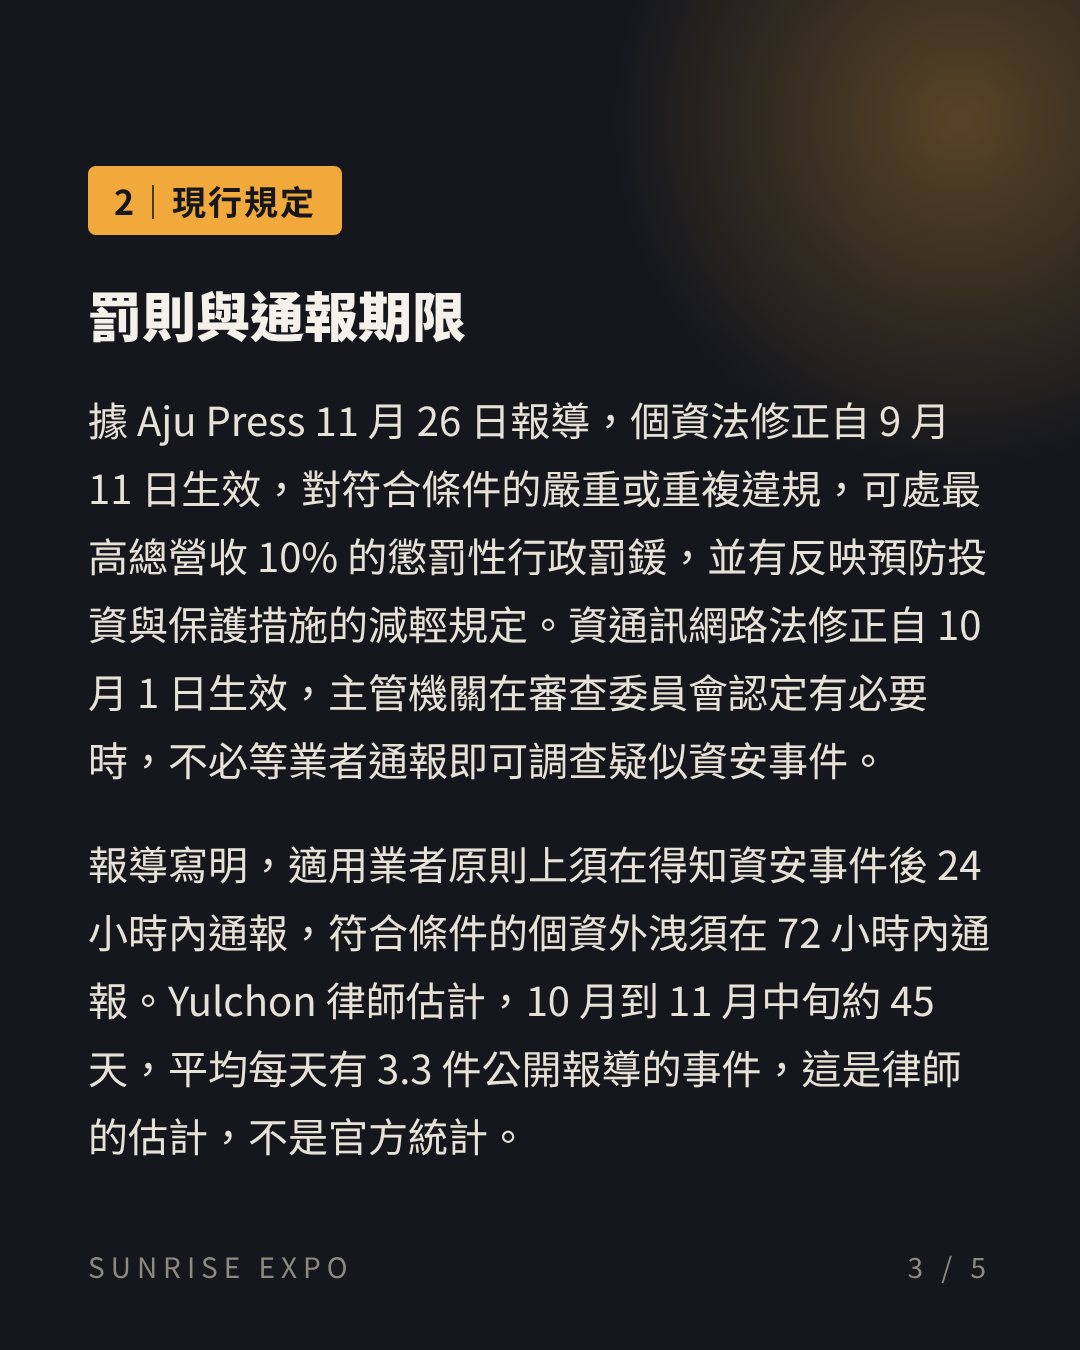 2｜現行規定
罰則與通報期限
據 Aju Press 11 月 26 日報導，個資法修正自 9 月
11 日生效，對符合條件的嚴重或重複違規，可處最
高總營收 10% 的懲罰性行政罰鍰，並有反映預防投
資與保護措施的減輕規定。資通訊網路法修正自 10
月 1 日生效，主管機關在審查委員會認定有必要
時，不必等業者通報即可調查疑似資安事件。
報導寫明，適用業者原則上須在得知資安事件後 24
小時內通報，符合條件的個資外洩須在 72 小時內通
報。Yulchon 律師估計，10 月到 11 月中旬約 45
天，平均每天有 3.3 件公開報導的事件，這是律師
的估計，不是官方統計。
SUNRISE EXPO
3 / 5